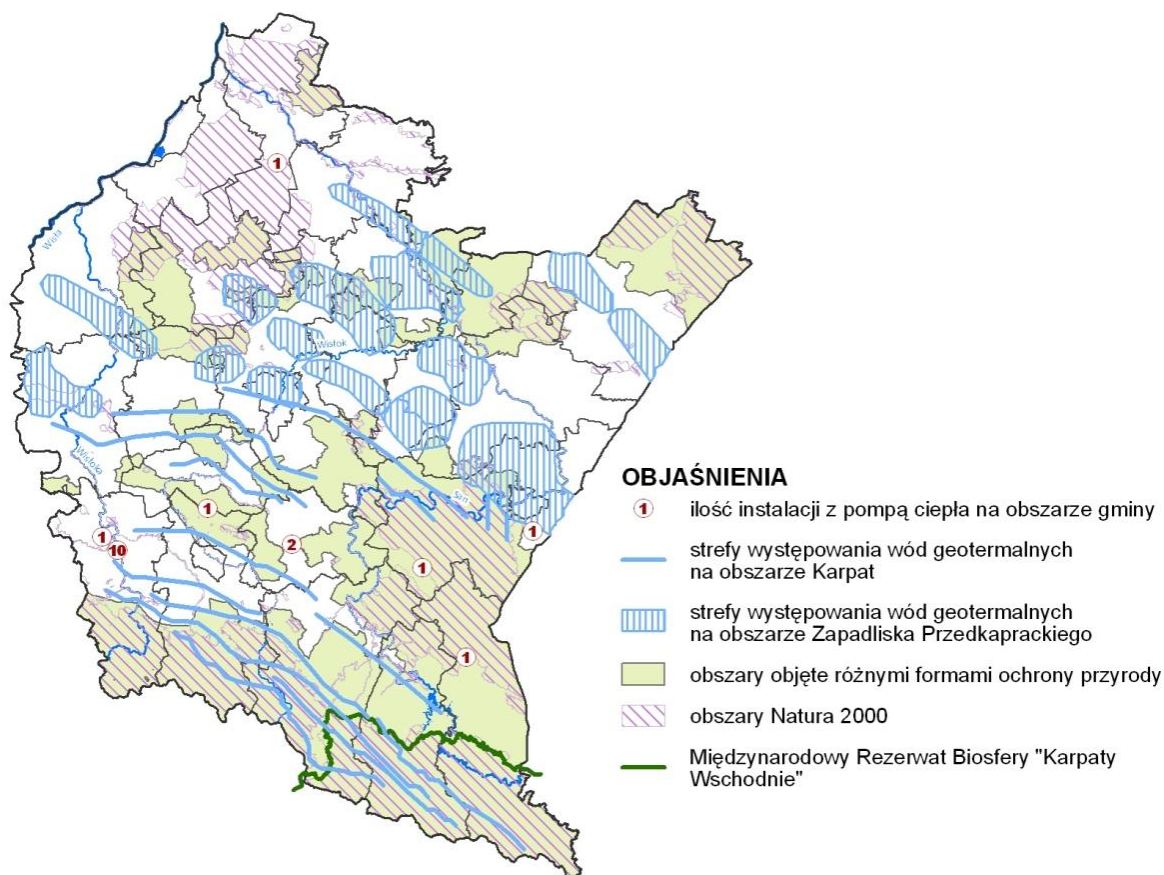 1
Wisła
Wisłok
Wisłoka
San
1
1
1
10
2
1
1
OBJAŚNIENIA
1 ilość instalacji z pompą ciepła na obszarze gminy
strefy występowania wód geotermalnych
na obszarze Karpat
strefy występowania wód geotermalnych
na obszarze Zapadliska Przedkaprackiego
obszary objęte różnymi formami ochrony przyrody
obszary Natura 2000
Międzynarodowy Rezerwat Biosfery "Karpaty
Wschodnie"